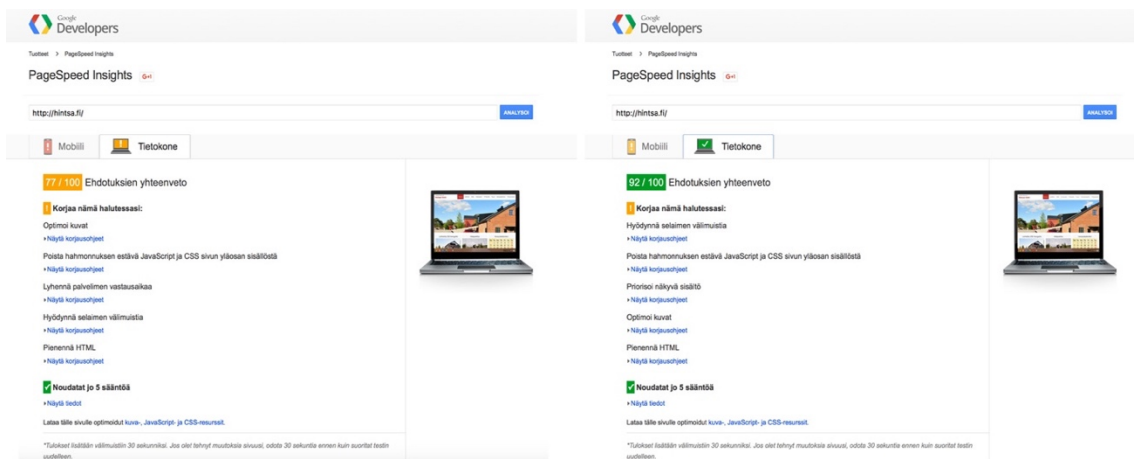 Google
Developers
Tuotteet > PageSpeed Insights
PageSpeed Insights G+1
http://hintsa.fi/
ANALYSOI
Mobiili
Tietokone
77 / 100 Ehdotuksien yhteenveto
! Korjaa nämä halutessasi:
Optimoi kuvat
Näytä korjausohjeet
Poista hahmonnuksen estävä JavaScript ja CSS sivun yläosan sisällöstä
Näytä korjausohjeet
Lyhennä palvelimen vastausaikaa
Näytä korjausohjeet
Hyödynnä selaimen välimuistia
Näytä korjausohjeet
Pienennä HTML
Näytä korjausohjeet
Noudatat jo 5 sääntöä
Näytä tiedot
Lataa tälle sivulle optimoidut kuva-, JavaScript- ja CSS-resurssit.
*Tulokset lisätään välimuistiin 30 sekunniksi. Jos olet tehnyt muutoksia sivuusi, odota 30 sekuntia ennen kuin suoritat testin
uudelleen.
Google
Developers
Tuotteet > PageSpeed Insights
PageSpeed Insights G+1
http://hintsa.fi/
ANALYSOI
Mobiili
Tietokone
92 / 100 Ehdotuksien yhteenveto
! Korjaa nämä halutessasi:
Hyödynnä selaimen välimuistia
Näytä korjausohjeet
Poista hahmonnuksen estävä JavaScript ja CSS sivun yläosan sisällöstä
Näytä korjausohjeet
Priorisoi näkyvä sisältö
Näytä korjausohjeet
Optimoi kuvat
Näytä korjausohjeet
Pienennä HTML
Näytä korjausohjeet
Noudatat jo 5 sääntöä
Näytä tiedot
Lataa tälle sivulle optimoidut kuva-, JavaScript- ja CSS-resurssit.
*Tulokset lisätään välimuistiin 30 sekunniksi. Jos olet tehnyt muutoksia sivuusi, odota 30 sekuntia ennen kuin suoritat testin
uudelleen.